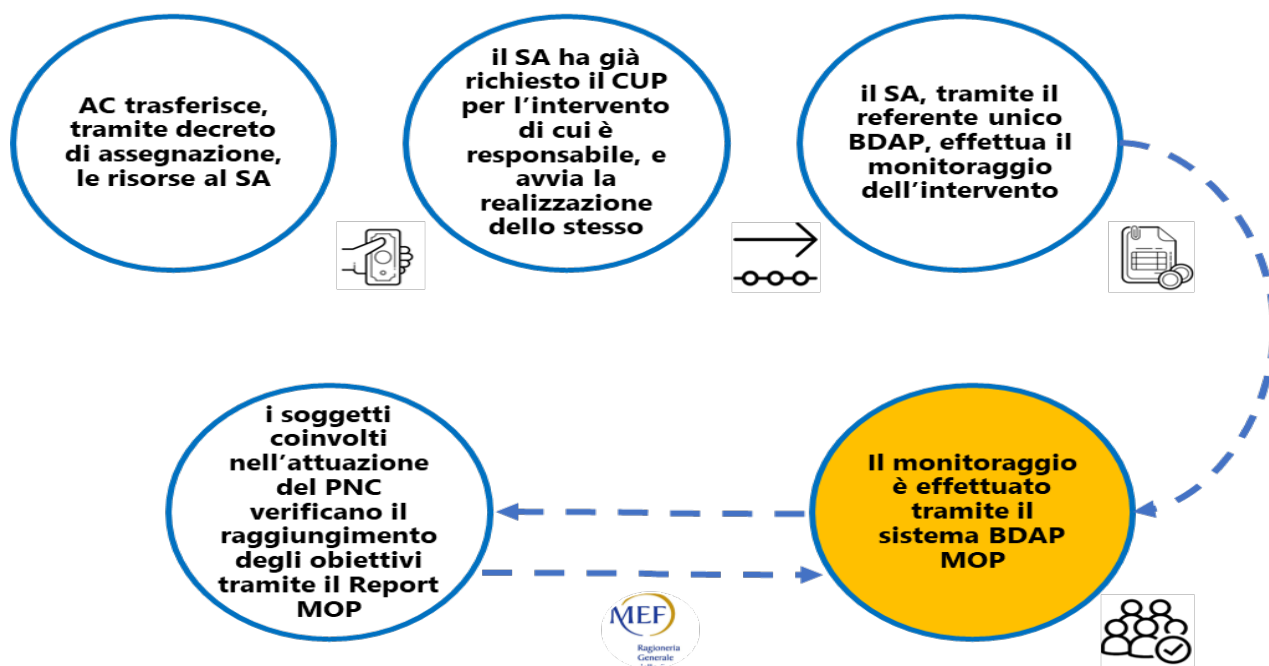 AC trasferisce,
tramite decreto
di assegnazione,
le risorse al SA
il SA ha già
richiesto il CUP
per l'intervento
di cui è
responsabile, e
avvia la
realizzazione
dello stesso
il SA, tramite il
referente unico
BDAP, effettua il
monitoraggio
dell'intervento
i soggetti
coinvolti
nell'attuazione
del PNC
verificano il
raggiungimento
degli obiettivi
tramite il Report
MOP
Il monitoraggio
è effettuato
tramite il
sistema BDAP
MOP
MEF
Ragioneria
Generale